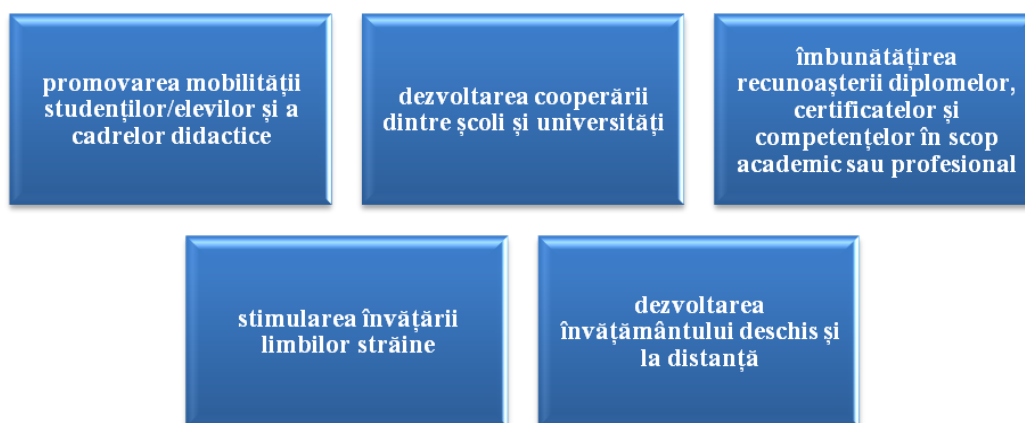 promovarea mobilității
studenților/elevilor și a
cadrelor didactice
dezvoltarea cooperării
dintre școli și universități
îmbunătățirea
recunoașterii diplomelor,
certificatelor și
competențelor în scop
academic sau profesional
stimularea învățării
limbilor străine
dezvoltarea
învățământului deschis și
la distanță